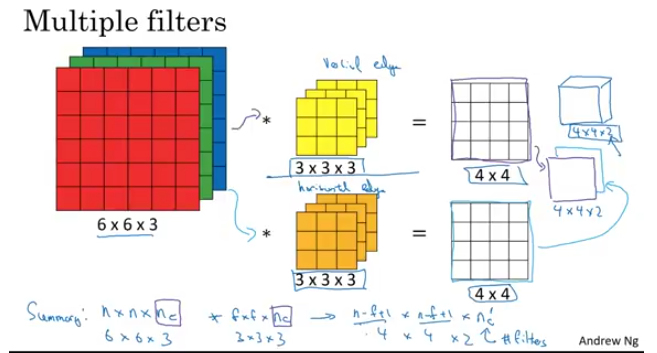 Multiple filters
vertical edge
*
=
3 x 3 x 3
4 x 4
4x4x2
horizontal edge
4x4x2
6 x 6 x 3
*
=
3 x 3 x 3
4 x 4
Summary: n x n x nc * f x f x nc → n-f+1 x n-f+1 x nc' #filters
6 x 6 x 3 3 x 3 x 3 4 x 4 x 2
Andrew Ng